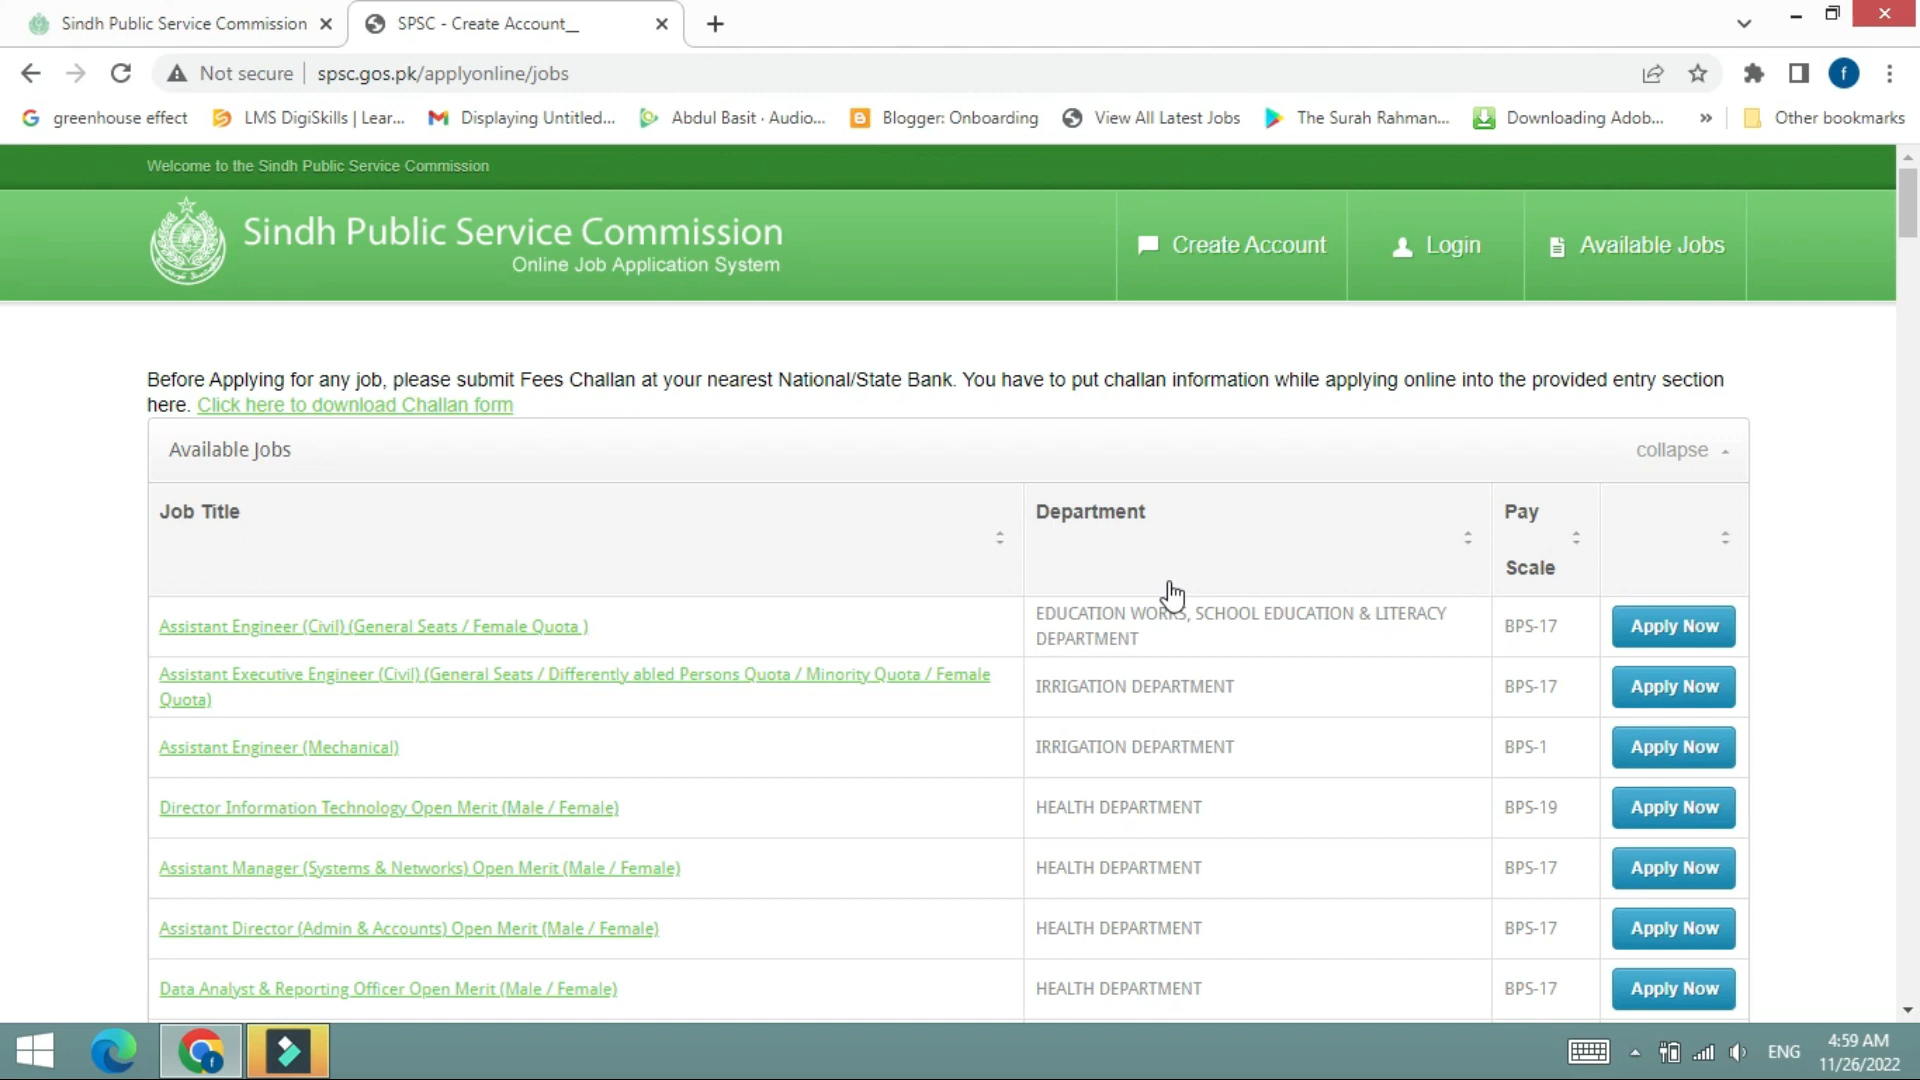 Sindh Public Service Commission
SPSC - Create Account_
Not secure
spsc.gos.pk/applyonline/jobs
f
greenhouse effect
LMS DigiSkills | Lear...
Displaying Untitled...
Abdul Basit · Audio...
Blogger: Onboarding
View All Latest Jobs
The Surah Rahman...
Downloading Adob...
»
Other bookmarks
Welcome to the Sindh Public Service Commission
Sindh Public Service Commission
Online Job Application System
Create Account
Login
Available Jobs
Before Applying for any job, please submit Fees Challan at your nearest National/State Bank. You have to put challan information while applying online into the provided entry section
here. Click here to download Challan form
Available Jobs
collapse
Job Title
Department
Pay
Scale
Assistant Engineer (Civil) (General Seats / Female Quota )
EDUCATION WORKS, SCHOOL EDUCATION & LITERACY
DEPARTMENT
BPS-17
Apply Now
Assistant Executive Engineer (Civil) (General Seats / Differently abled Persons Quota / Minority Quota / Female
Quota)
IRRIGATION DEPARTMENT
BPS-17
Apply Now
Assistant Engineer (Mechanical)
IRRIGATION DEPARTMENT
BPS-1
Apply Now
Director Information Technology Open Merit (Male / Female)
HEALTH DEPARTMENT
BPS-19
Apply Now
Assistant Manager (Systems & Networks) Open Merit (Male / Female)
HEALTH DEPARTMENT
BPS-17
Apply Now
Assistant Director (Admin & Accounts) Open Merit (Male / Female)
HEALTH DEPARTMENT
BPS-17
Apply Now
Data Analyst & Reporting Officer Open Merit (Male / Female)
HEALTH DEPARTMENT
BPS-17
Apply Now
ENG
4:59 AM
11/26/2022